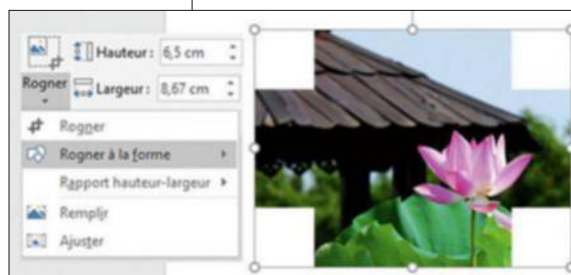 Hauteur : 6,5 cm
Rogner
Largeur : 8,67 cm
Rogner
Rogner à la forme
Rapport hauteur-largeur
Remplir
Ajuster